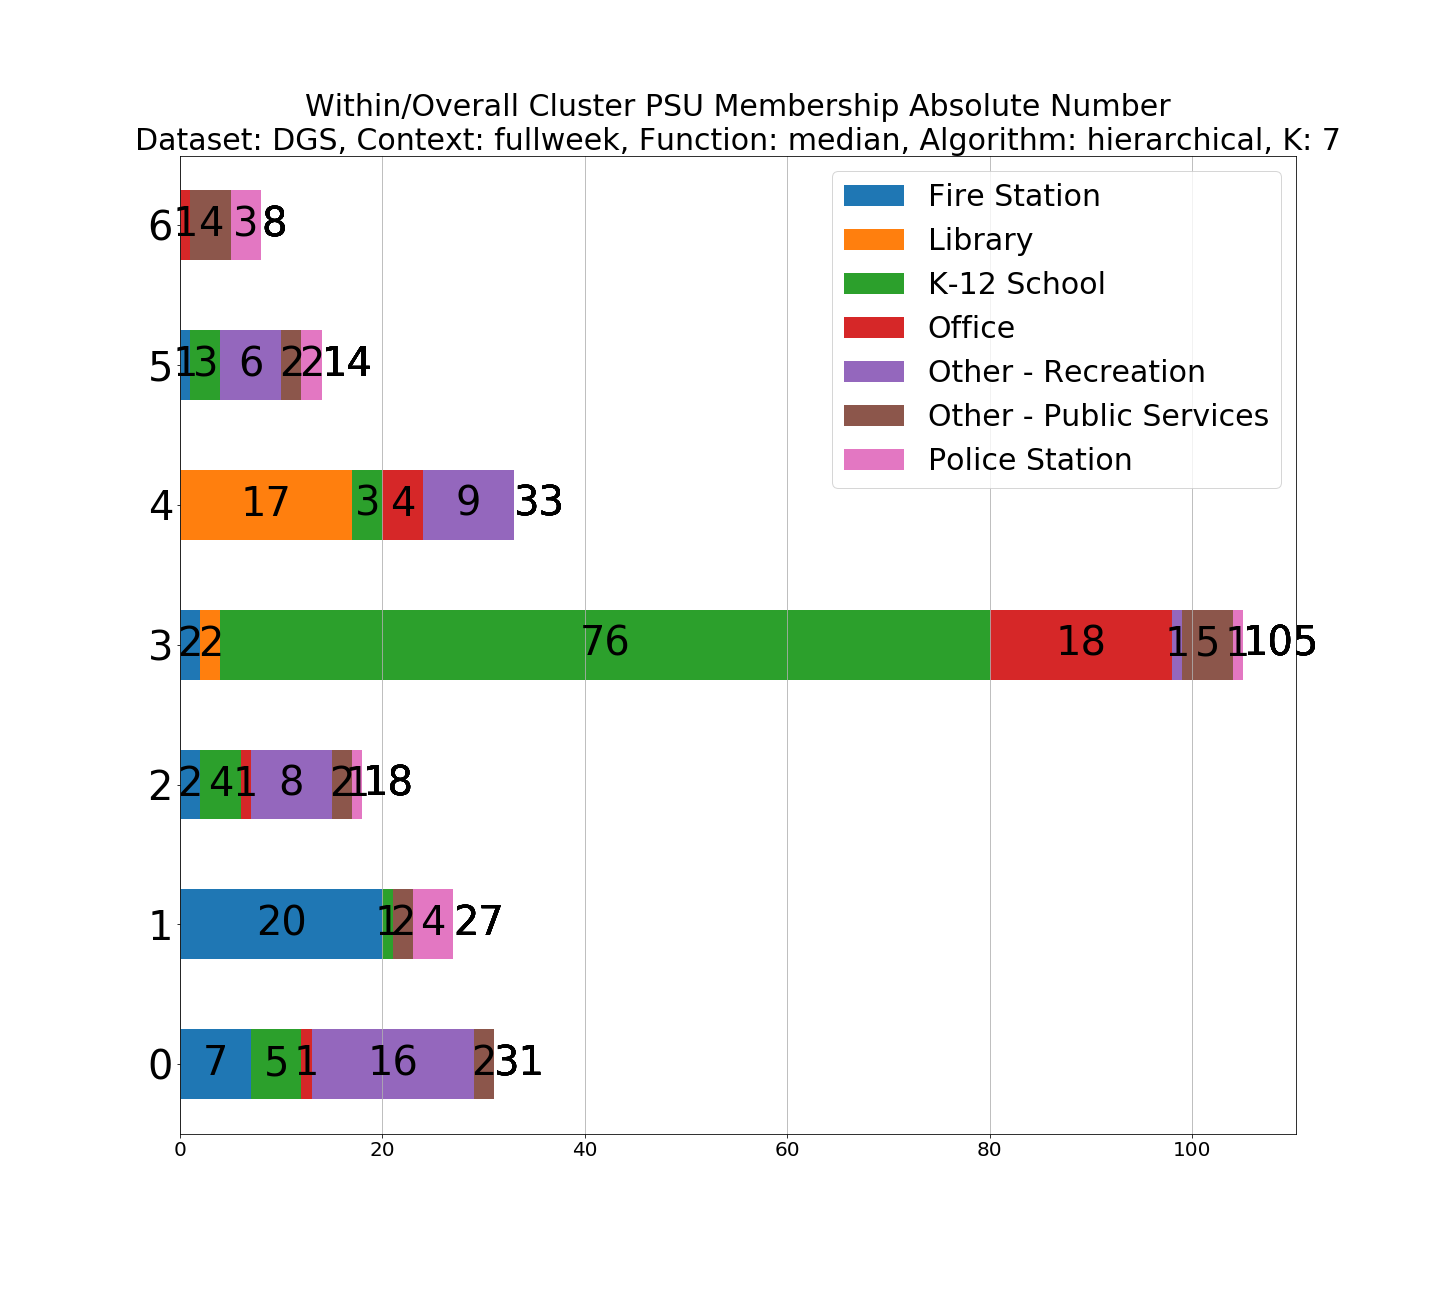 Within/Overall Cluster PSU Membership Absolute Number
Dataset: DGS, Context: fullweek, Function: median, Algorithm: hierarchical, K: 7
Fire Station
Library
K-12 School
Office
Other - Recreation
Other - Public Services
Police Station
6 1 4 3 8
5 1 3 6 2 2 14
4 17 3 4 9 33
3 2 2 76 18 1 5 1 105
2 2 4 1 8 2 1 18
1 20 1 2 4 27
0 7 5 1 16 2 31
0 20 40 60 80 100